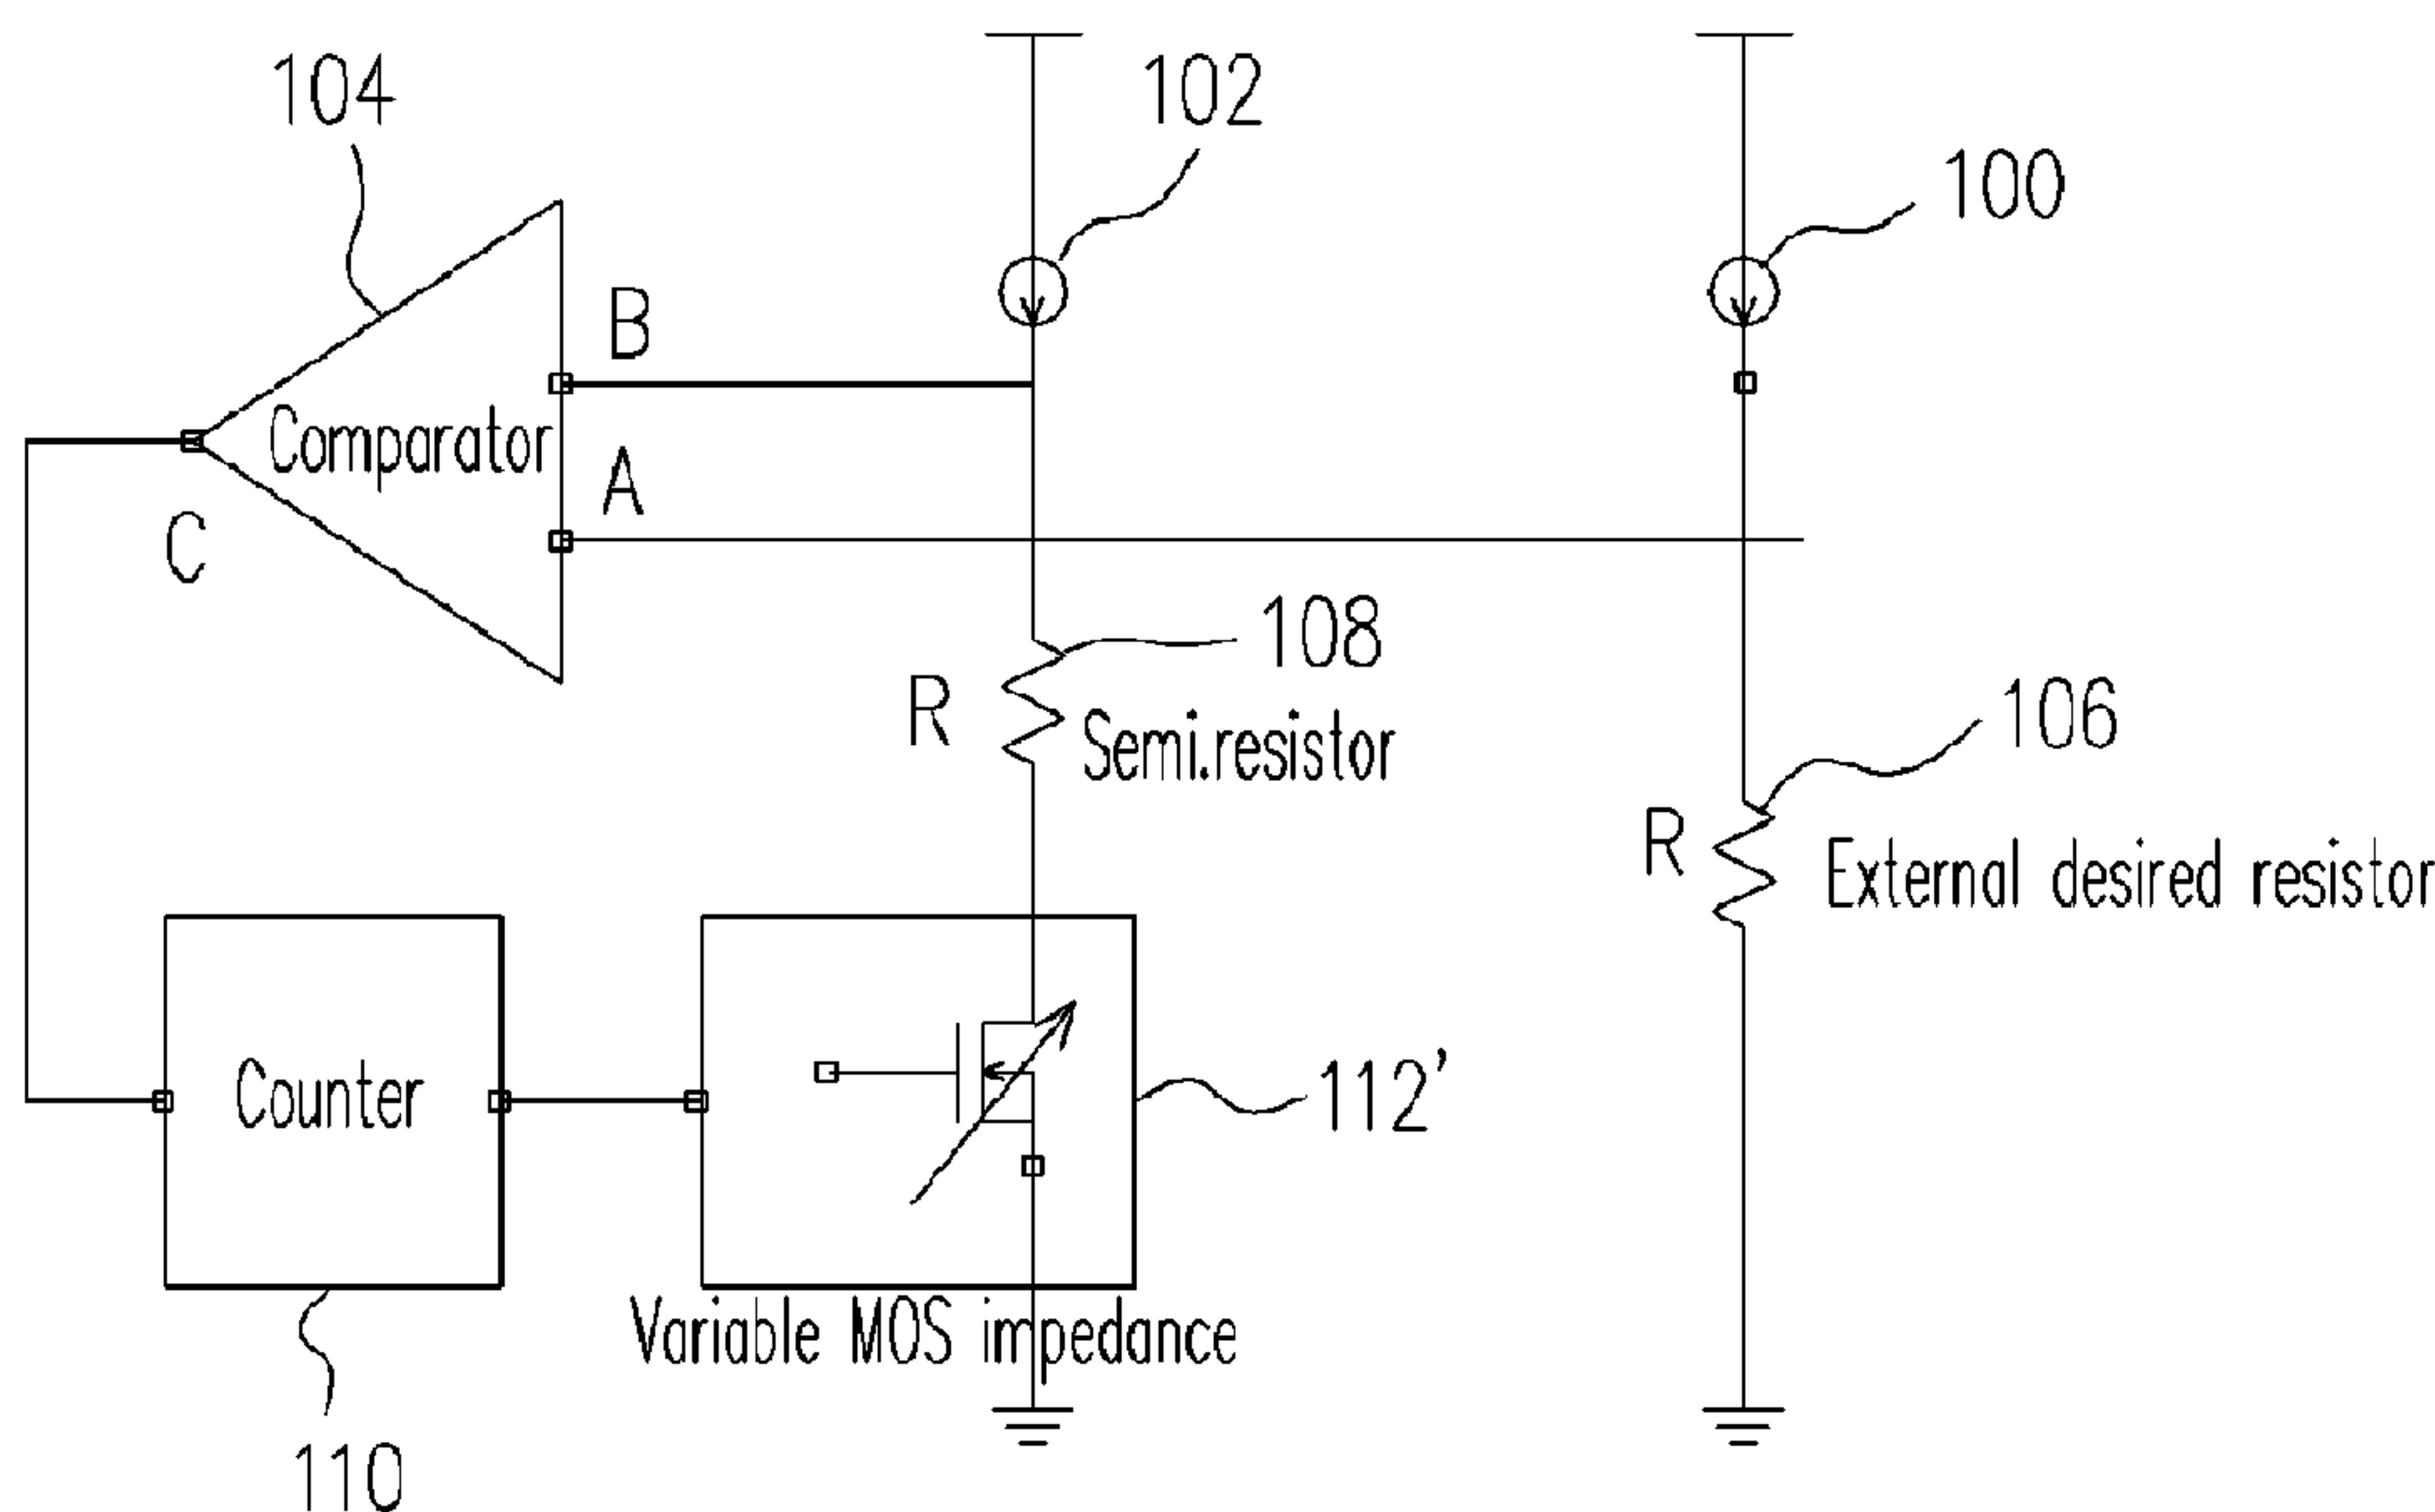 104
102
100
B
Comparator
A
C
108
R
Semi.resistor
106
R
External desired resistor
Counter
112'
Variable MOS impedance
110